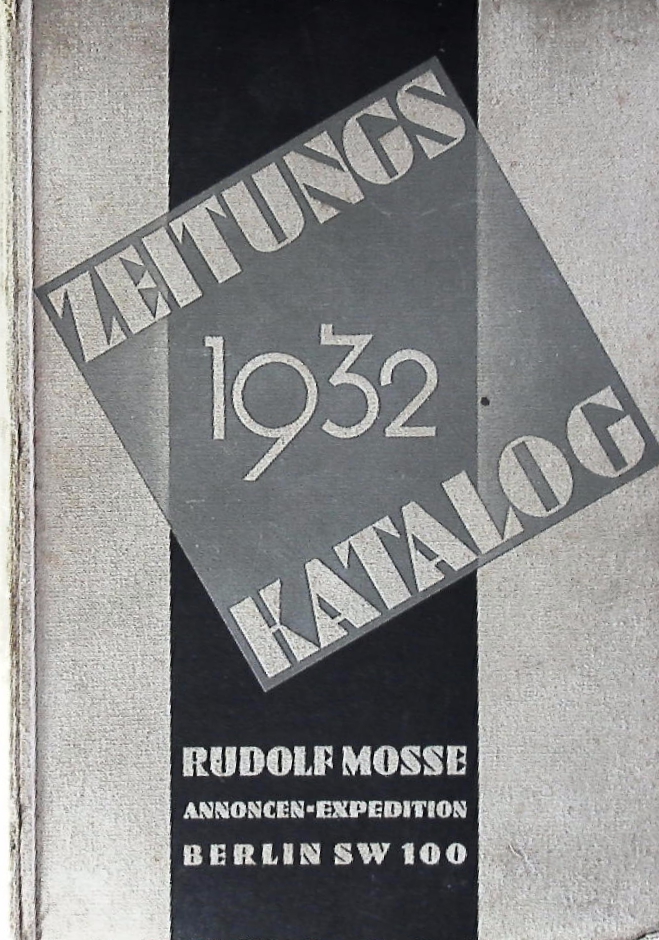 ZEITUNGS
1932
KATALOG
RUDOLF MOSSE
ANNONCEN-EXPEDITION
BERLIN SW 100